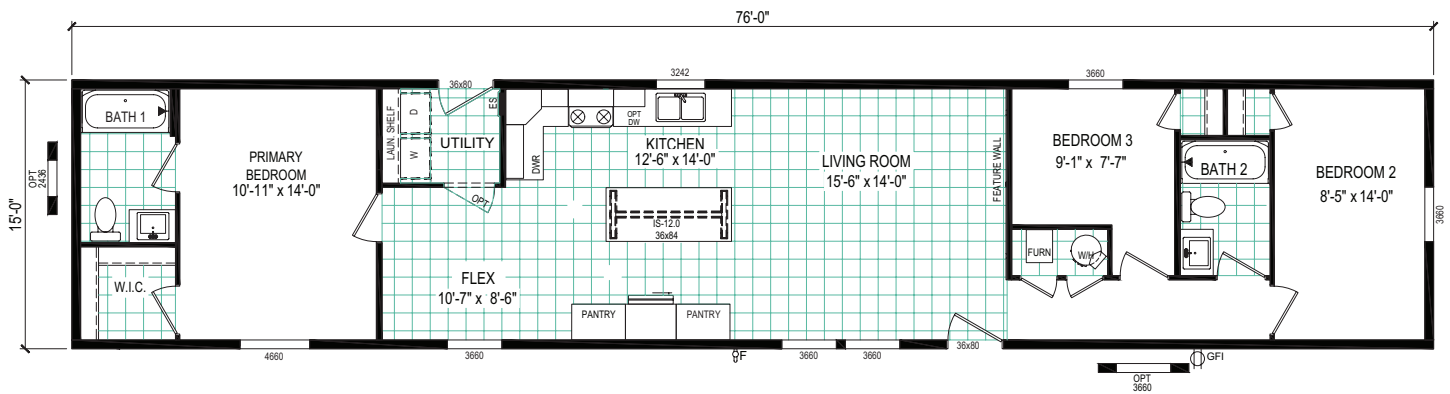 76'-0"
15'-0"
36x80
3242
3660
BATH 1
PRIMARY
BEDROOM
10'-11" x 14'-0"
LAUN. SHELF
D
W
ES
UTILITY
OPT
DWR
OPT
DW
KITCHEN
12'-6" x 14'-0"
LIVING ROOM
15'-6" x 14'-0"
FEATURE WALL
BEDROOM 3
9'-1" x 7'-7"
BATH 2
BEDROOM 2
8'-5" x 14'-0"
OPT
2436
3660
IS-12.0
36x84
FURN
W/H
W.I.C.
FLEX
10'-7" x 8'-6"
PANTRY
PANTRY
4660
3660
F
3660
3660
36x80
GFI
OPT
3660